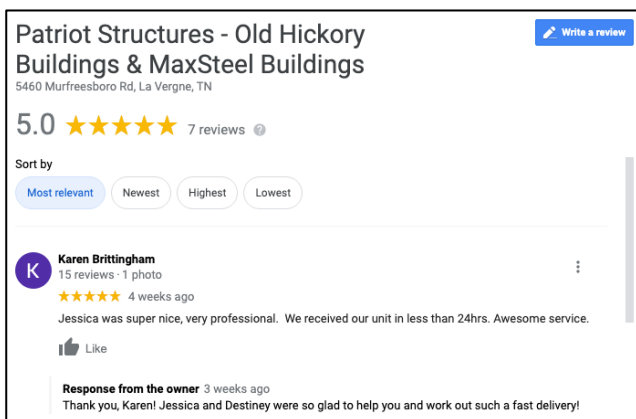 Patriot Structures - Old Hickory
Buildings & MaxSteel Buildings
Write a review
5460 Murfreesboro Rd, La Vergne, TN
5.0
7 reviews
Sort by
Most relevant
Newest
Highest
Lowest
K
Karen Brittingham
15 reviews · 1 photo
4 weeks ago
Jessica was super nice, very professional.  We received our unit in less than 24hrs. Awesome service.
Like
Response from the owner 3 weeks ago
Thank you, Karen! Jessica and Destiney were so glad to help you and work out such a fast delivery!